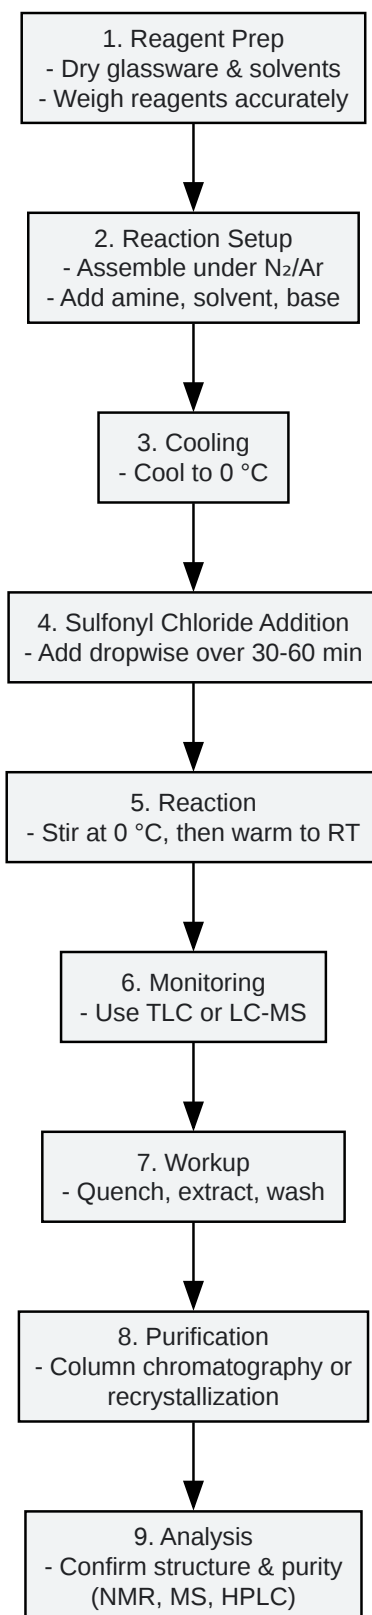 1. Reagent Prep
- Dry glassware & solvents
- Weigh reagents accurately
2. Reaction Setup
- Assemble under N₂/Ar
- Add amine, solvent, base
3. Cooling
- Cool to 0 °C
4. Sulfonyl Chloride Addition
- Add dropwise over 30-60 min
5. Reaction
- Stir at 0 °C, then warm to RT
6. Monitoring
- Use TLC or LC-MS
7. Workup
- Quench, extract, wash
8. Purification
- Column chromatography or
recrystallization
9. Analysis
- Confirm structure & purity
(NMR, MS, HPLC)